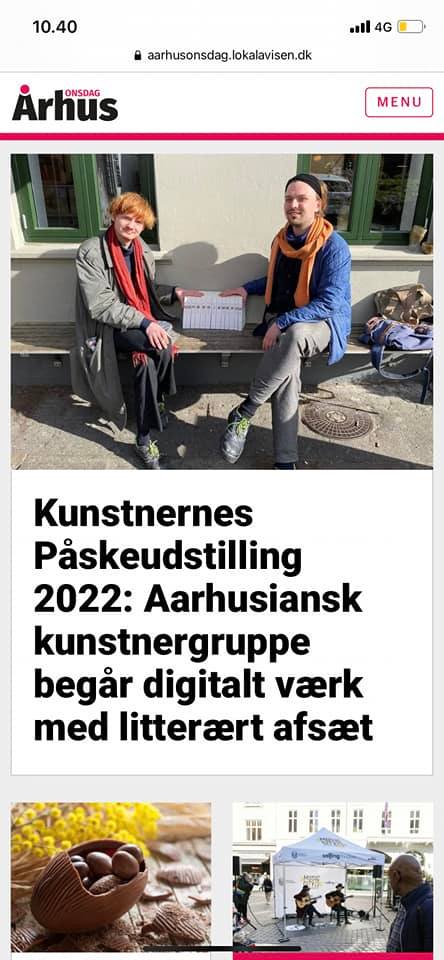 10.40
4G
aarhusonsdag.lokalavisen.dk
ONSDAG
Århus
MENU
Kunstnernes
Påskeudstilling
2022: Aarhusiansk
kunstnergruppe
begår digitalt værk
med litterært afsæt